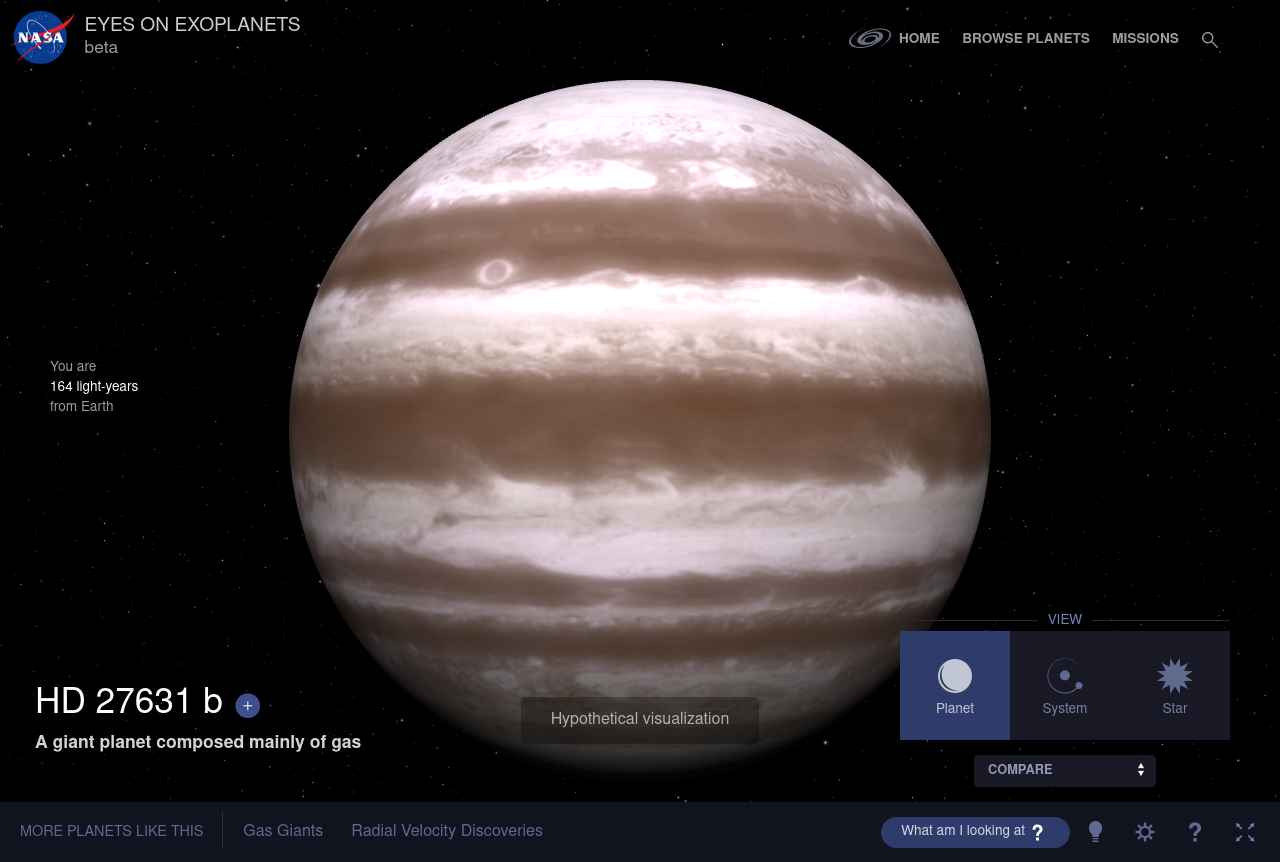 NASA
EYES ON EXOPLANETS
beta
HOME
BROWSE PLANETS
MISSIONS
You are
164 light-years
from Earth
VIEW
Planet
System
Star
HD 27631 b +
A giant planet composed mainly of gas
Hypothetical visualization
COMPARE
MORE PLANETS LIKE THIS
Gas Giants
Radial Velocity Discoveries
What am I looking at ?
?